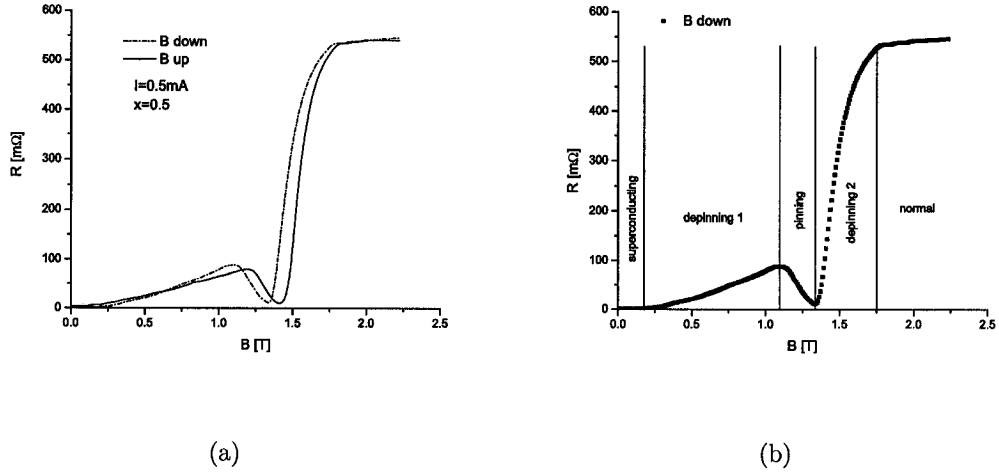 600
500
400
300
200
100
0
0.0
0.5
1.0
1.5
2.0
2.5
R [mΩ]
B [T]
B down
B up
I=0.5mA
x=0.5
(a)
600
500
400
300
200
100
0
0.0
0.5
1.0
1.5
2.0
2.5
R [mΩ]
B [T]
B down
superconducting
depinning 1
pinning
depinning 2
normal
(b)